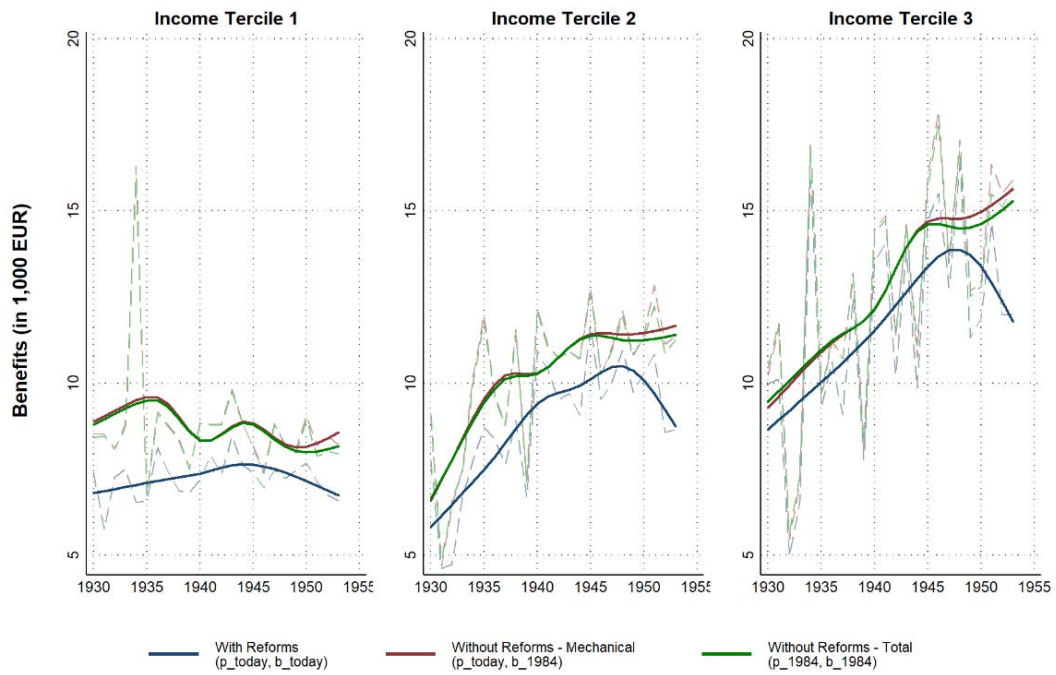 Income Tercile 1
Income Tercile 2
Income Tercile 3
Benefits (in 1,000 EUR)
20
15
10
5
1930 1935 1940 1945 1950 1955
20
15
10
5
1930 1935 1940 1945 1950 1955
20
15
10
5
1930 1935 1940 1945 1950 1955
With Reforms
(p_today, b_today)
Without Reforms - Mechanical
(p_today, b_1984)
Without Reforms - Total
(p_1984, b_1984)